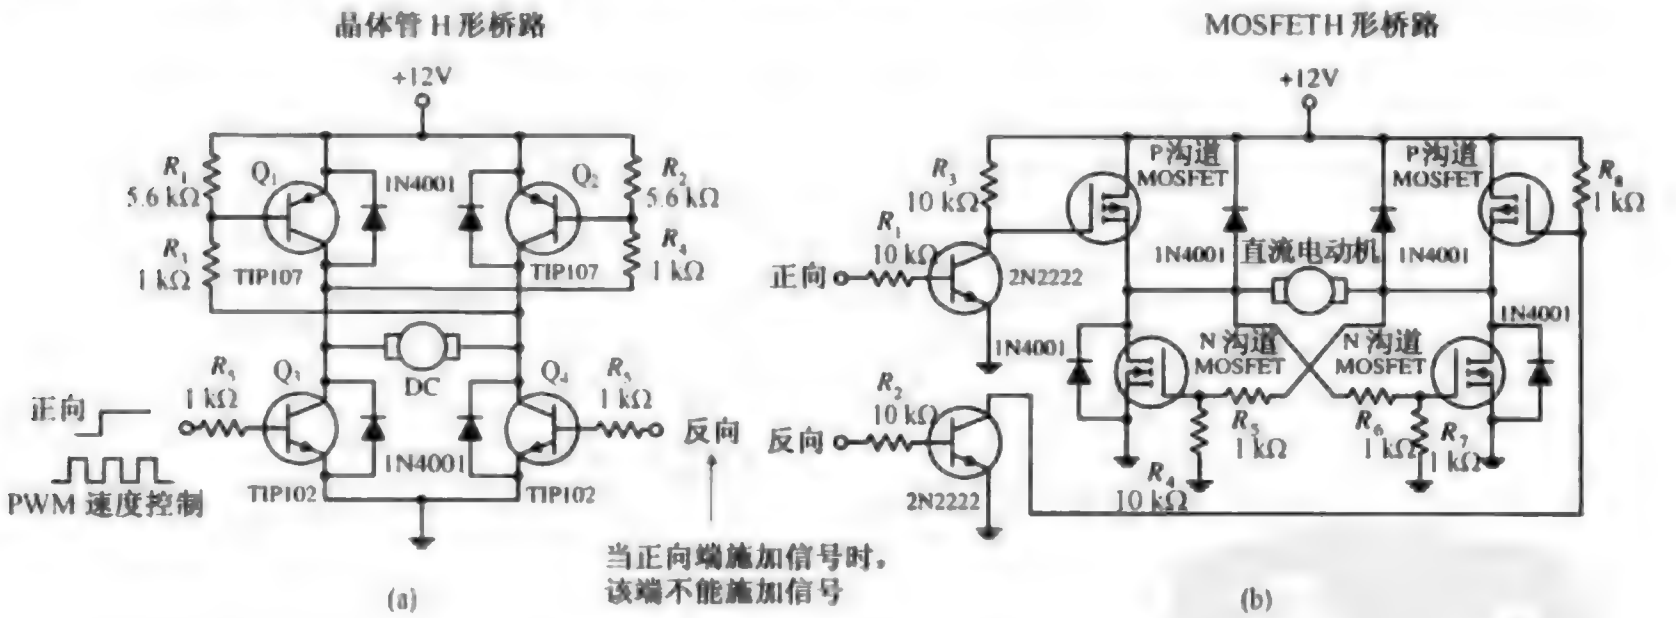 晶体管 H 形桥路
+12V
R₁
5.6 kΩ
Q₁
1N4001
Q₂
R₂
5.6 kΩ
R₃
1 kΩ
TIP107
TIP107
R₄
1 kΩ
正向
R₅
1 kΩ
Q₃
DC
Q₄
R₅
1 kΩ
反向
PWM 速度控制
TIP102
1N4001
TIP102
当正向端施加信号时,
该端不能施加信号
(a)
MOSFETH 形桥路
+12V
R₃
10 kΩ
P 沟道
MOSFET
P 沟道
MOSFET
R₈
1 kΩ
R₁
10 kΩ
正向
2N2222
1N4001
直流电动机
1N4001
1N4001
N 沟道
MOSFET
N 沟道
MOSFET
1N4001
R₂
10 kΩ
反向
2N2222
R₄
10 kΩ
R₅
1 kΩ
R₆
1 kΩ
R₇
1 kΩ
(b)